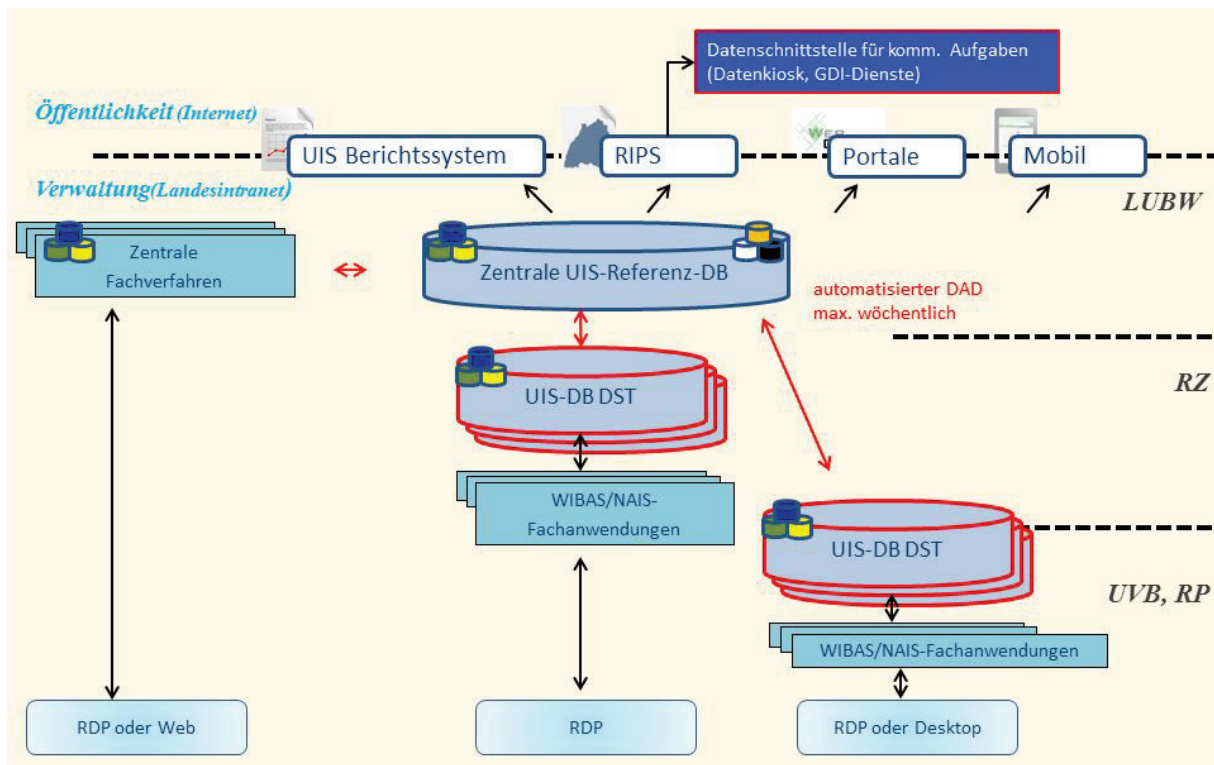 Datenschnittstelle für komm. Aufgaben
(Datenkiosk, GDI-Dienste)
Öffentlichkeit (Internet)
UIS Berichtssystem
RIPS
Portale
Mobil
Verwaltung(Landesintranet)
LUBW
Zentrale
Fachverfahren
Zentrale UIS-Referenz-DB
automatisierter DAD
max. wöchentlich
RZ
UIS-DB DST
WIBAS/NAIS-
Fachanwendungen
UIS-DB DST
UVB, RP
WIBAS/NAIS-Fachanwendungen
RDP oder Web
RDP
RDP oder Desktop